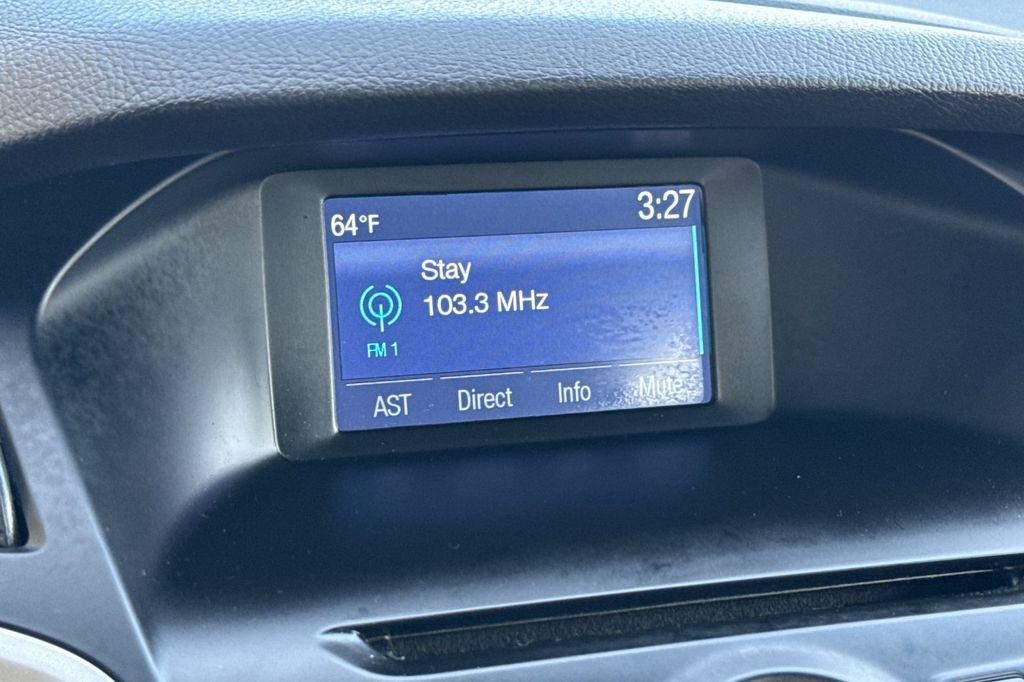 64°F 3:27
Stay
103.3 MHz
FM 1
AST Direct Info Mute